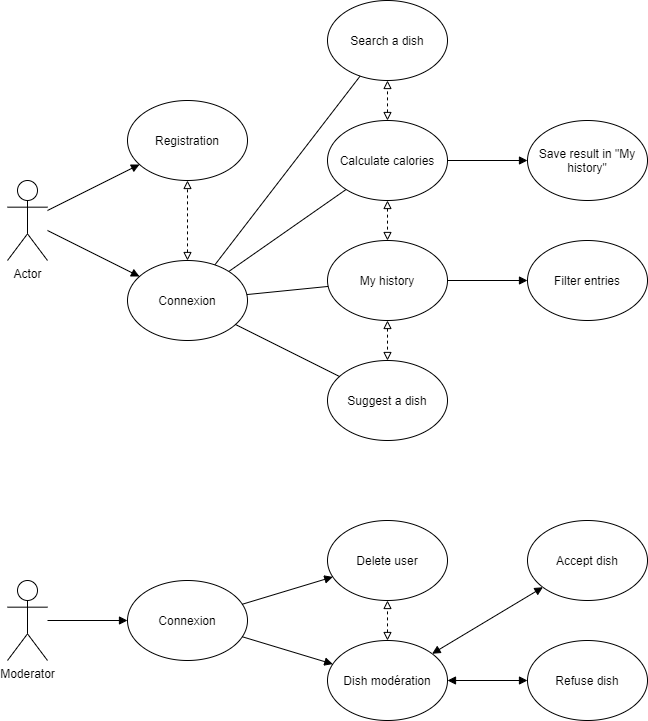 Search a dish
Registration
Calculate calories
Save result in "My
history"
Actor
Connexion
My history
Filter entries
Suggest a dish
Delete user
Accept dish
Moderator
Connexion
Dish modération
Refuse dish